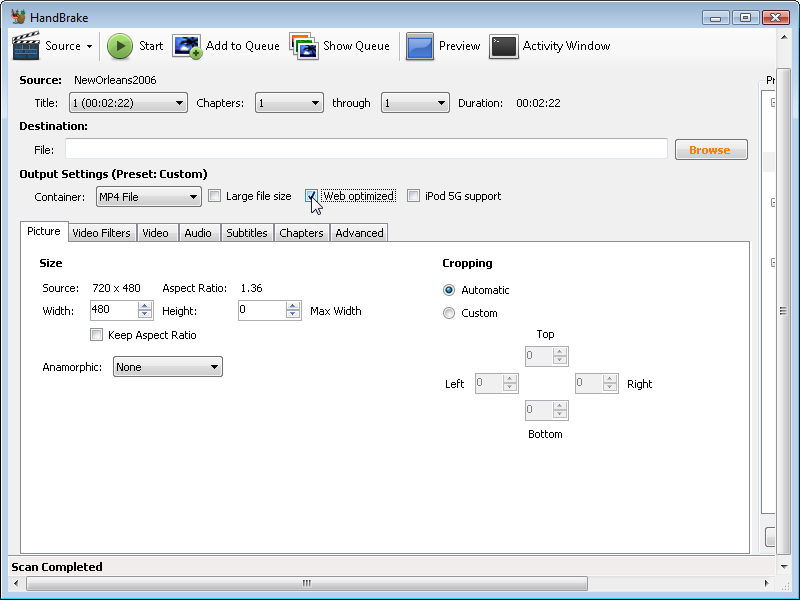 HandBrake
Source Start Add to Queue Show Queue Preview Activity Window
Source: NewOrleans2006
Title: 1 (00:02:22) Chapters: 1 through 1 Duration: 00:02:22
Destination:
File: Browse
Output Settings (Preset: Custom)
Container: MP4 File Large file size Web optimized iPod 5G support
Picture Video Filters Video Audio Subtitles Chapters Advanced
Size Cropping
Source: 720 x 480 Aspect Ratio: 1.36 Automatic
Width: 480 Height: 0 Max Width Custom
Keep Aspect Ratio Top
Anamorphic: None 0
Left 0 0 Right
0
Bottom
Scan Completed